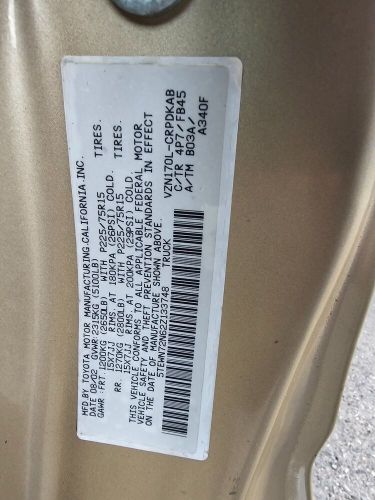 MFD BY TOYOTA MOTOR MANUFACTURING, CALIFORNIA INC.
DATE 08/02 GVWR: 2315KG (5100LB)
GAWR: FRT 1200KG (2650LB) WITH P225/75R15 TIRES.
15X7JJ RIMS AT 180KPA (26PSI) COLD.
RR. 1270KG (2800LB) WITH P225/75R15 TIRES.
15X7JJ RIMS AT 200KPA (29PSI) COLD.
THIS VEHICLE CONFORMS TO ALL APPLICABLE FEDERAL MOTOR
VEHICLE SAFETY AND THEFT PREVENTION STANDARDS IN EFFECT
ON THE DATE OF MANUFACTURE SHOWN ABOVE.
5TEWN72N62Z133748 TRUCK
VZN170L-CRPDKAB
C/TR 4P7/FB45
A/TM B03A/
A340F